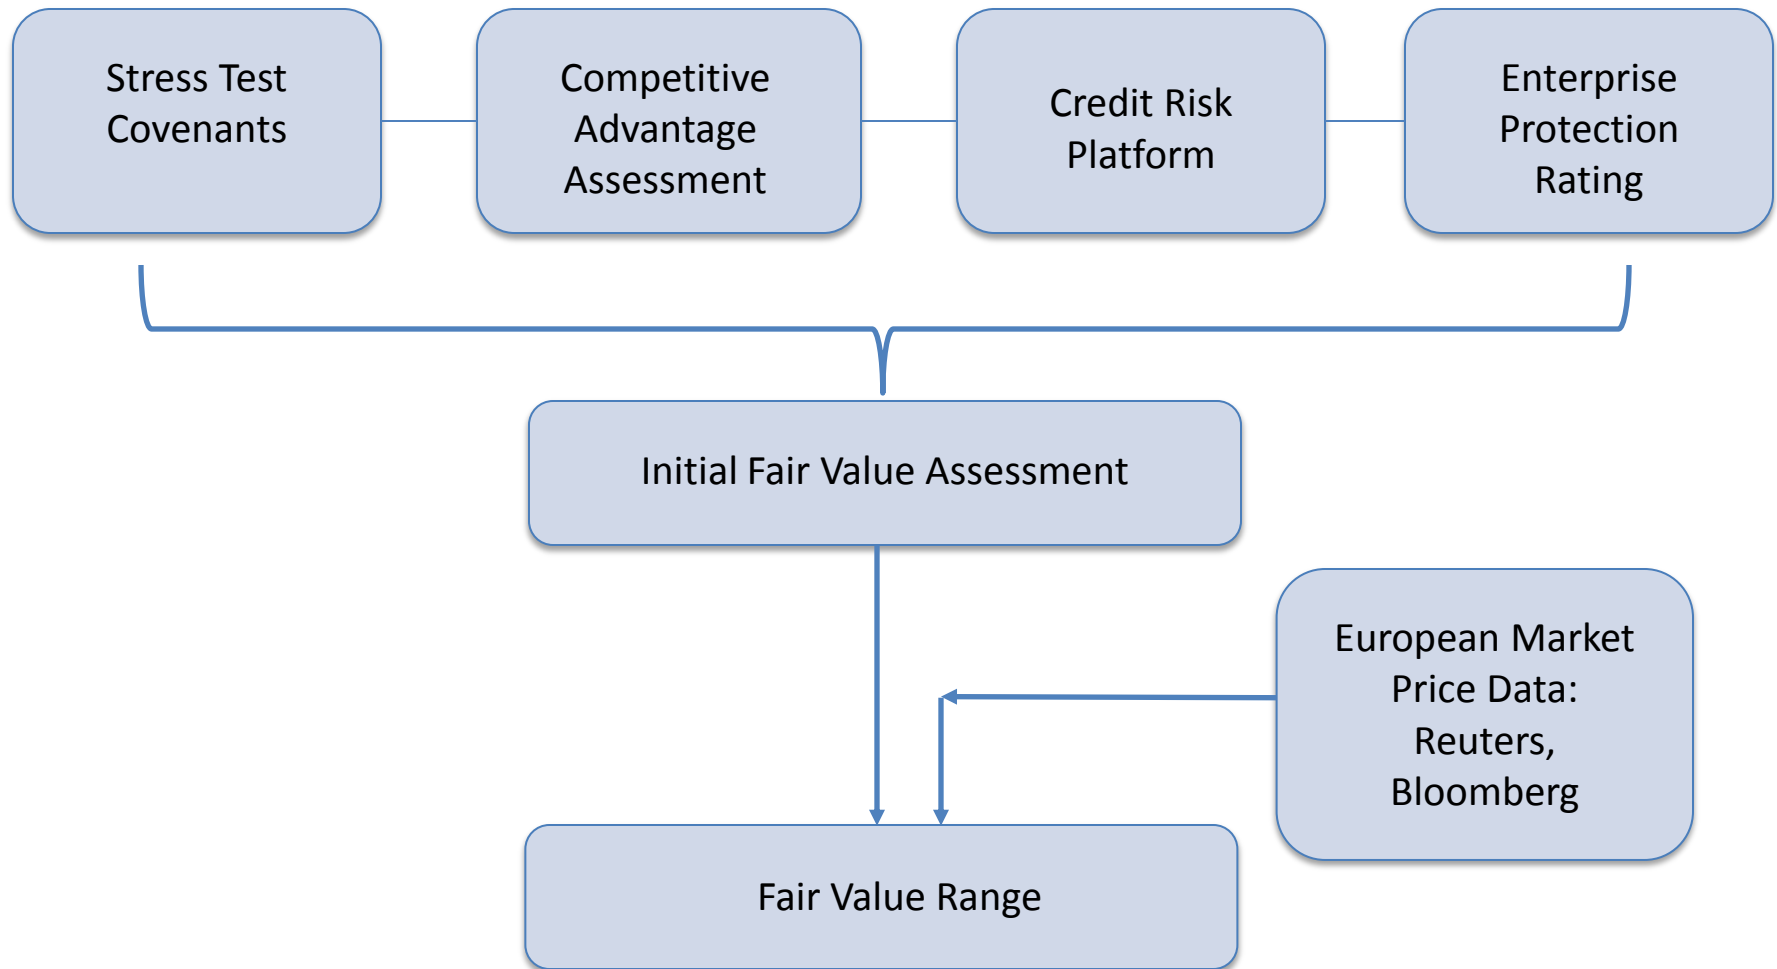 Stress Test
Covenants
Competitive
Advantage
Assessment
Credit Risk
Platform
Enterprise
Protection
Rating
Initial Fair Value Assessment
European Market
Price Data:
Reuters,
Bloomberg
Fair Value Range